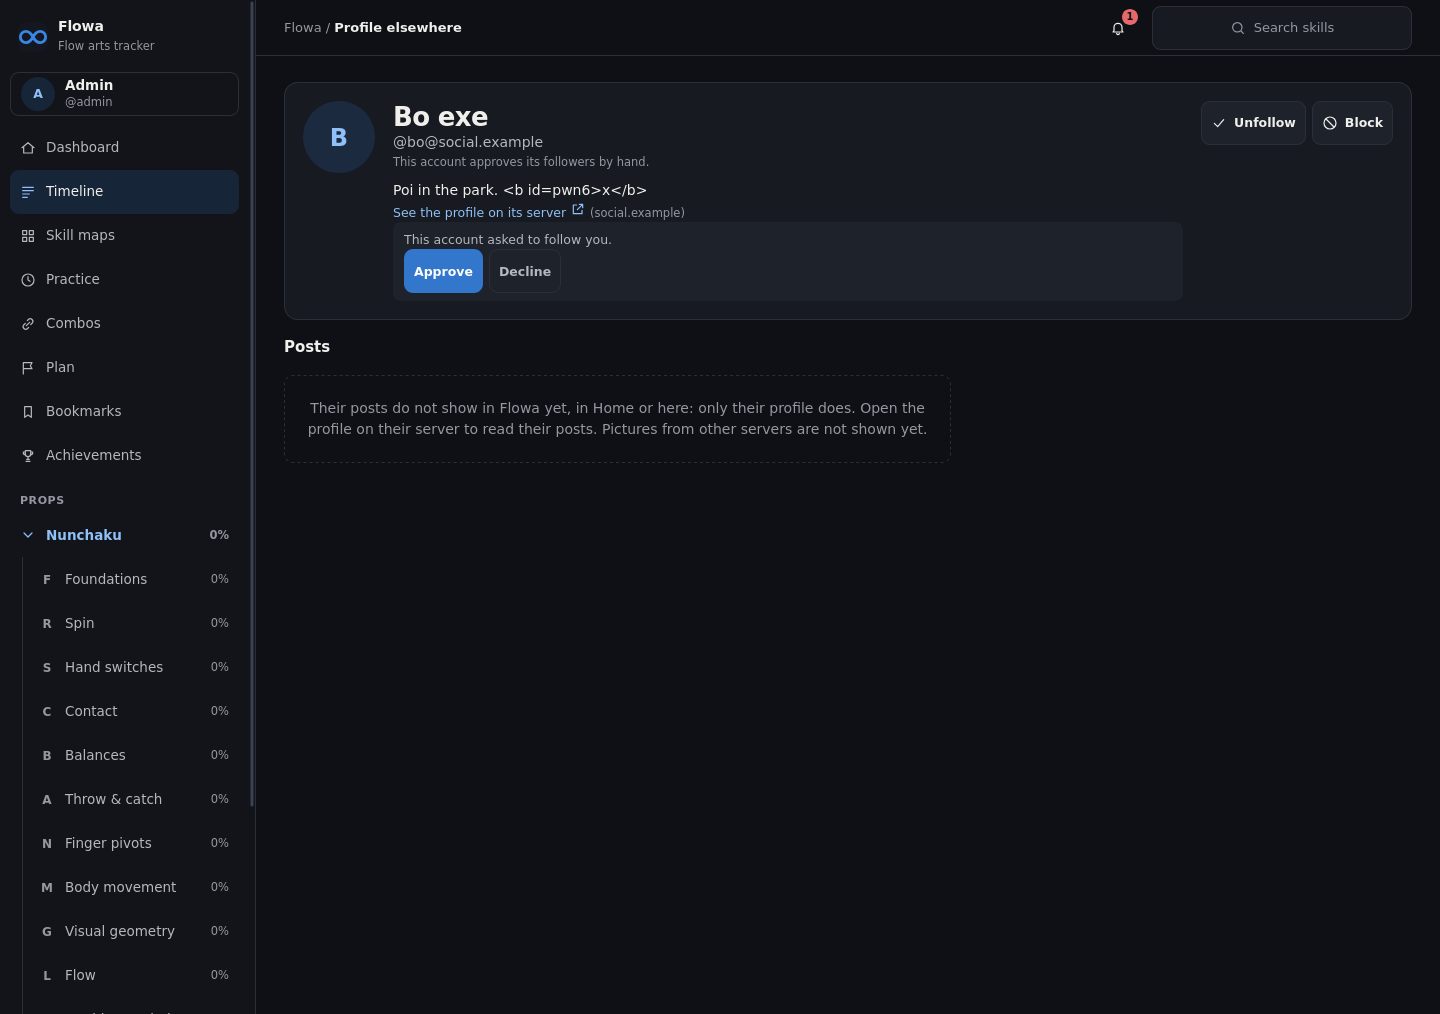 Flowa
Flow arts tracker
A
Admin
@admin
Dashboard
Timeline
Skill maps
Practice
Combos
Plan
Bookmarks
Achievements
PROPS
Nunchaku 0%
F Foundations 0%
R Spin 0%
S Hand switches 0%
C Contact 0%
B Balances 0%
A Throw & catch 0%
N Finger pivots 0%
M Body movement 0%
G Visual geometry 0%
L Flow 0%
Flowa / Profile elsewhere
1
Search skills
B
Bo exe
@bo@social.example
This account approves its followers by hand.
Poi in the park. <b id=pwn6>x</b>
See the profile on its server (social.example)
This account asked to follow you.
Approve Decline
Unfollow Block
Posts
Their posts do not show in Flowa yet, in Home or here: only their profile does. Open the
profile on their server to read their posts. Pictures from other servers are not shown yet.